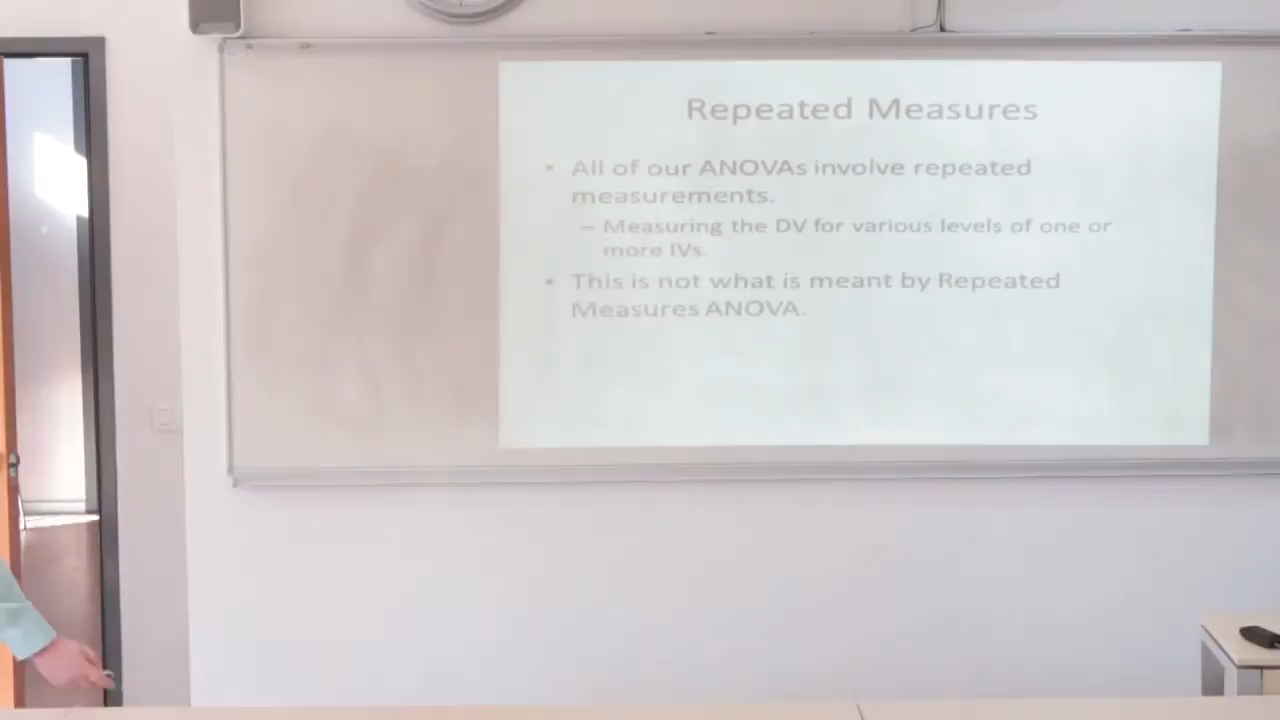 Repeated Measures
• All of our ANOVAs involve repeated
measurements.
– Measuring the DV for various levels of one or
more IVs.
• This is not what is meant by Repeated
Measures ANOVA.